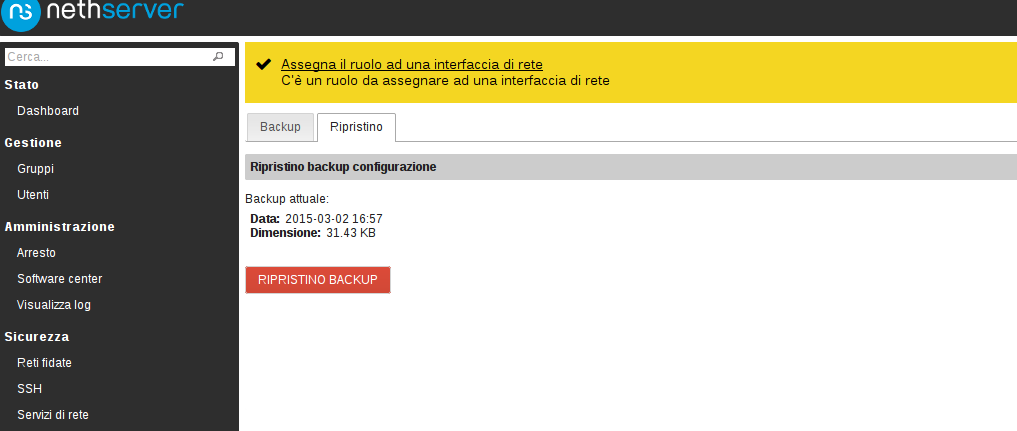 nethserver
Cerca...
Stato
Dashboard
Gestione
Gruppi
Utenti
Amministrazione
Arresto
Software center
Visualizza log
Sicurezza
Reti fidate
SSH
Servizi di rete
Assegna il ruolo ad una interfaccia di rete
C'è un ruolo da assegnare ad una interfaccia di rete
Backup Ripristino
Ripristino backup configurazione
Backup attuale:
Data: 2015-03-02 16:57
Dimensione: 31.43 KB
RIPRISTINO BACKUP